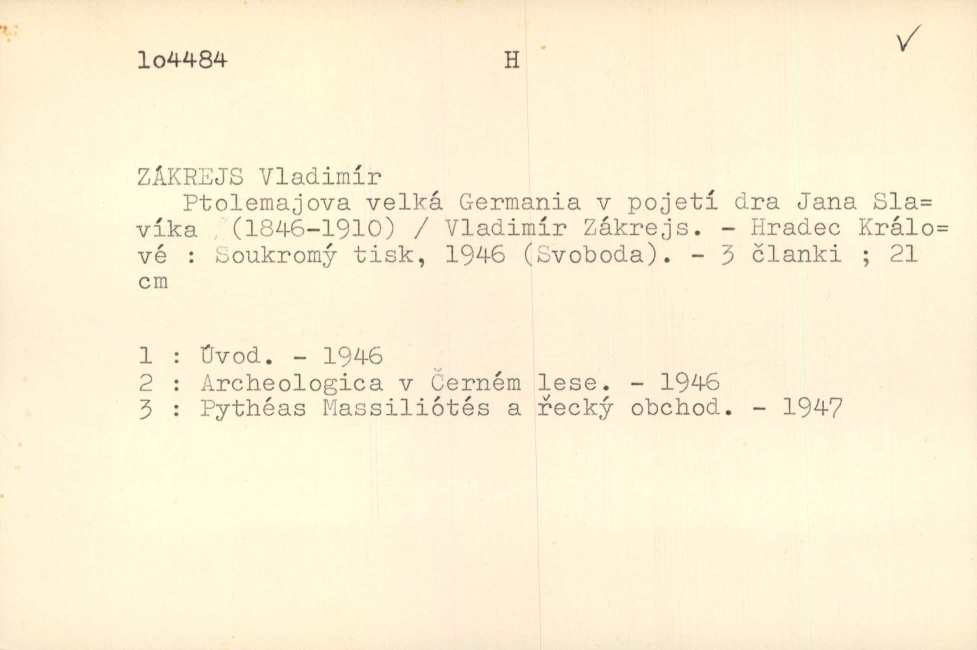 lo4484 H √
ZÁKREJS Vladimír
Ptolemajova velká Germania v pojetí dra Jana Sla=
víka (1846-1910) / Vladimír Zákrejs. - Hradec Králo=
vé : Soukromý tisk, 1946 (Svoboda). - 3 članki ; 21
cm
1 : Úvod. - 1946
2 : Archeologica v Černém lese. - 1946
3 : Pythéas Massiliótés a řecký obchod. - 1947